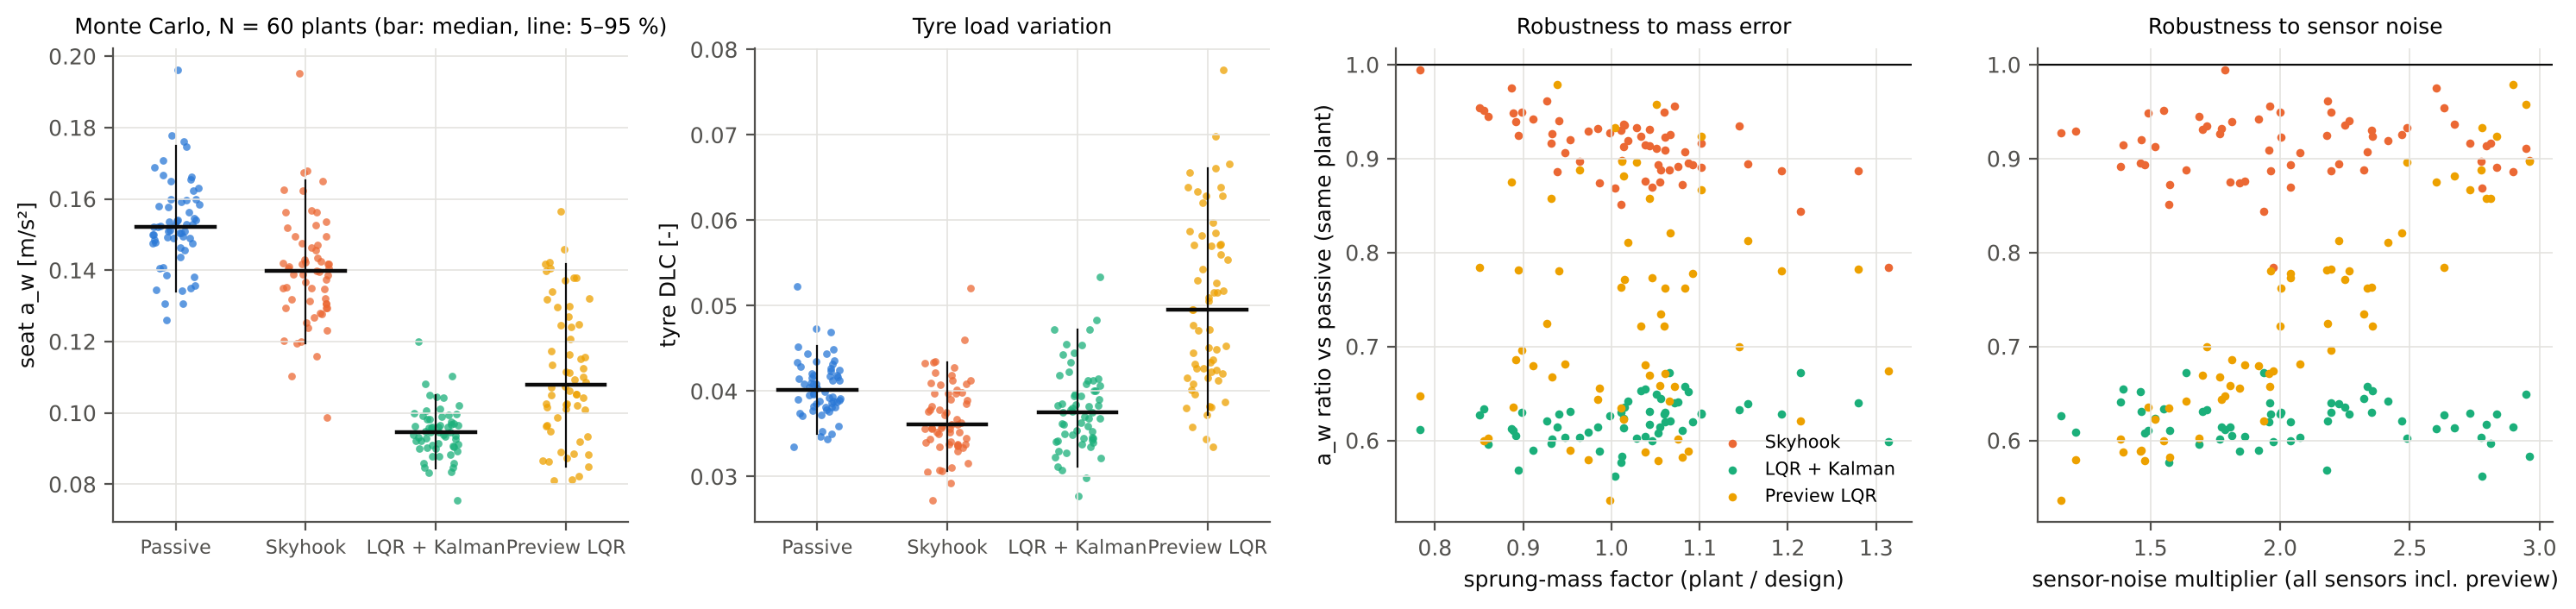 Monte Carlo, N = 60 plants (bar: median, line: 5–95 %)
seat a_w [m/s²]
0.20
0.18
0.16
0.14
0.12
0.10
0.08
Passive
Skyhook
LQR + Kalman
Preview LQR
Tyre load variation
tyre DLC [-]
0.08
0.07
0.06
0.05
0.04
0.03
Passive
Skyhook
LQR + Kalman
Preview LQR
Robustness to mass error
a_w ratio vs passive (same plant)
1.0
0.9
0.8
0.7
0.6
Skyhook
LQR + Kalman
Preview LQR
0.8
0.9
1.0
1.1
1.2
1.3
sprung-mass factor (plant / design)
Robustness to sensor noise
1.0
0.9
0.8
0.7
0.6
1.5
2.0
2.5
3.0
sensor-noise multiplier (all sensors incl. preview)